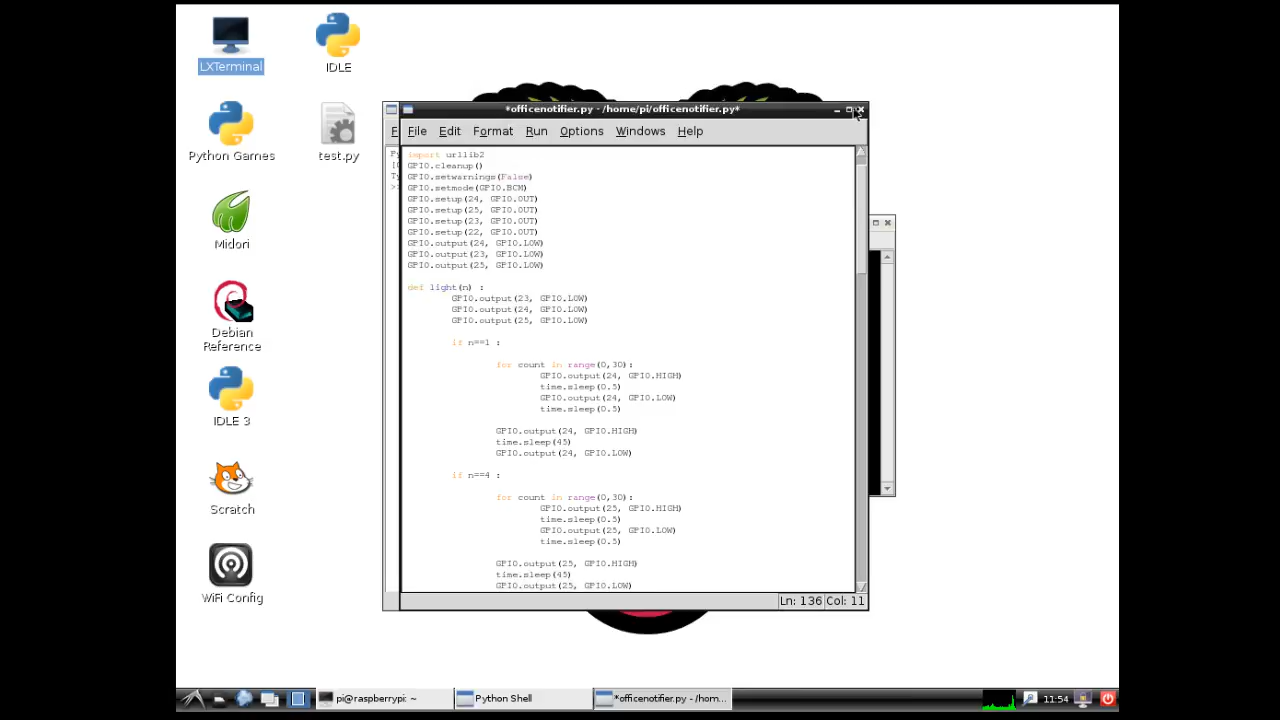 LXTerminal
IDLE
Python Games
test.py
Midori
Debian
Reference
IDLE 3
Scratch
WiFi Config
*officenotifier.py - /home/pi/officenotifier.py*
File Edit Format Run Options Windows Help
import urllib2
GPIO.cleanup()
GPIO.setwarnings(False)
GPIO.setmode(GPIO.BCM)
GPIO.setup(24, GPIO.OUT)
GPIO.setup(25, GPIO.OUT)
GPIO.setup(23, GPIO.OUT)
GPIO.setup(22, GPIO.OUT)
GPIO.output(24, GPIO.LOW)
GPIO.output(23, GPIO.LOW)
GPIO.output(25, GPIO.LOW)
def light(n) :
GPIO.output(23, GPIO.LOW)
GPIO.output(24, GPIO.LOW)
GPIO.output(25, GPIO.LOW)
if n==1 :
for count in range(0,30):
GPIO.output(24, GPIO.HIGH)
time.sleep(0.5)
GPIO.output(24, GPIO.LOW)
time.sleep(0.5)
GPIO.output(24, GPIO.HIGH)
time.sleep(45)
GPIO.output(24, GPIO.LOW)
if n==4 :
for count in range(0,30):
GPIO.output(25, GPIO.HIGH)
time.sleep(0.5)
GPIO.output(25, GPIO.LOW)
time.sleep(0.5)
GPIO.output(25, GPIO.HIGH)
time.sleep(45)
GPIO.output(25, GPIO.LOW)
Ln: 136 Col: 11
pi@raspberrypi: ~ Python Shell *officenotifier.py - /hom... 11:54